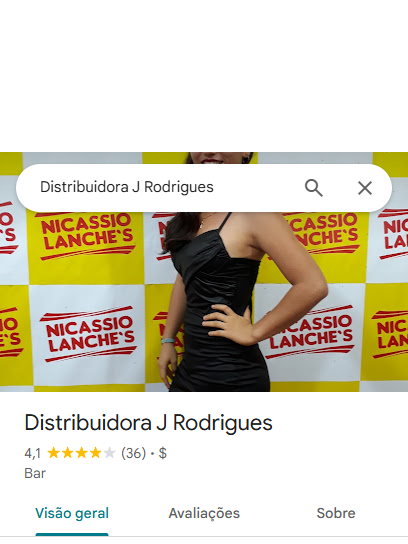 Distribuidora J Rodrigues
NICASSIO
LANCHE`S
NICASSIO
LANCHE`S
NICASSIO
LANCHE`S
NICASSIO
LANCHE`S
Distribuidora J Rodrigues
4,1 (36) · $
Bar
Visão geral Avaliações Sobre